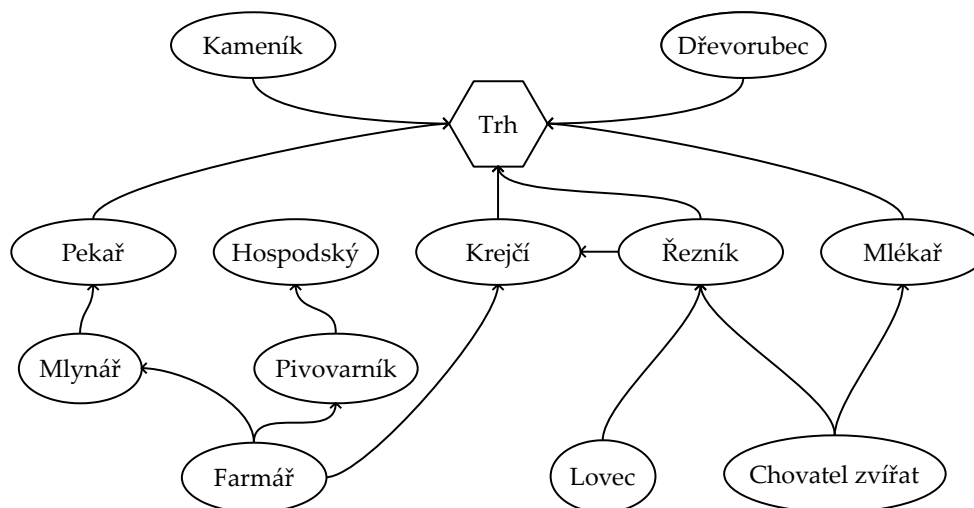 Kameník
Dřevorubec
Trh
Pekař
Hospodský
Krejčí
Řezník
Mlékař
Mlynář
Pivovarník
Farmář
Lovec
Chovatel zvířat